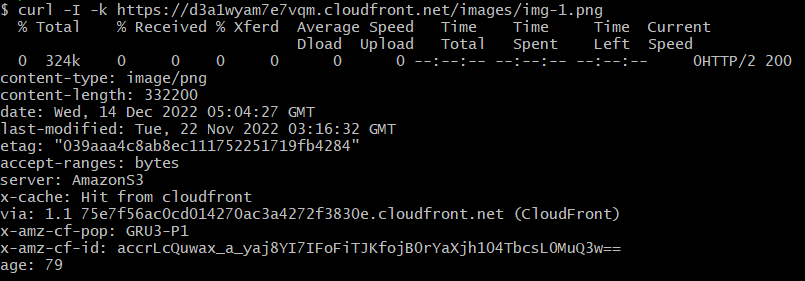 $ curl -I -k https://d3a1wyam7e7vqm.cloudfront.net/images/img-1.png
% Total % Received % Xferd Average Speed Time Time Time Current
Dload Upload Total Spent Left Speed
0 324k 0 0 0 0 0 0 --:--:-- --:--:-- --:--:-- 0HTTP/2 200
content-type: image/png
content-length: 332200
date: Wed, 14 Dec 2022 05:04:27 GMT
last-modified: Tue, 22 Nov 2022 03:16:32 GMT
etag: "039aaa4c8ab8ec111752251719fb4284"
accept-ranges: bytes
server: AmazonS3
x-cache: Hit from cloudfront
via: 1.1 75e7f56ac0cd014270ac3a4272f3830e.cloudfront.net (CloudFront)
x-amz-cf-pop: GRU3-P1
x-amz-cf-id: accrLcQuwax_a_yaj8YI7IFoFiTJKfojB0rYaXjh1O4TbcsLOMuQ3w==
age: 79